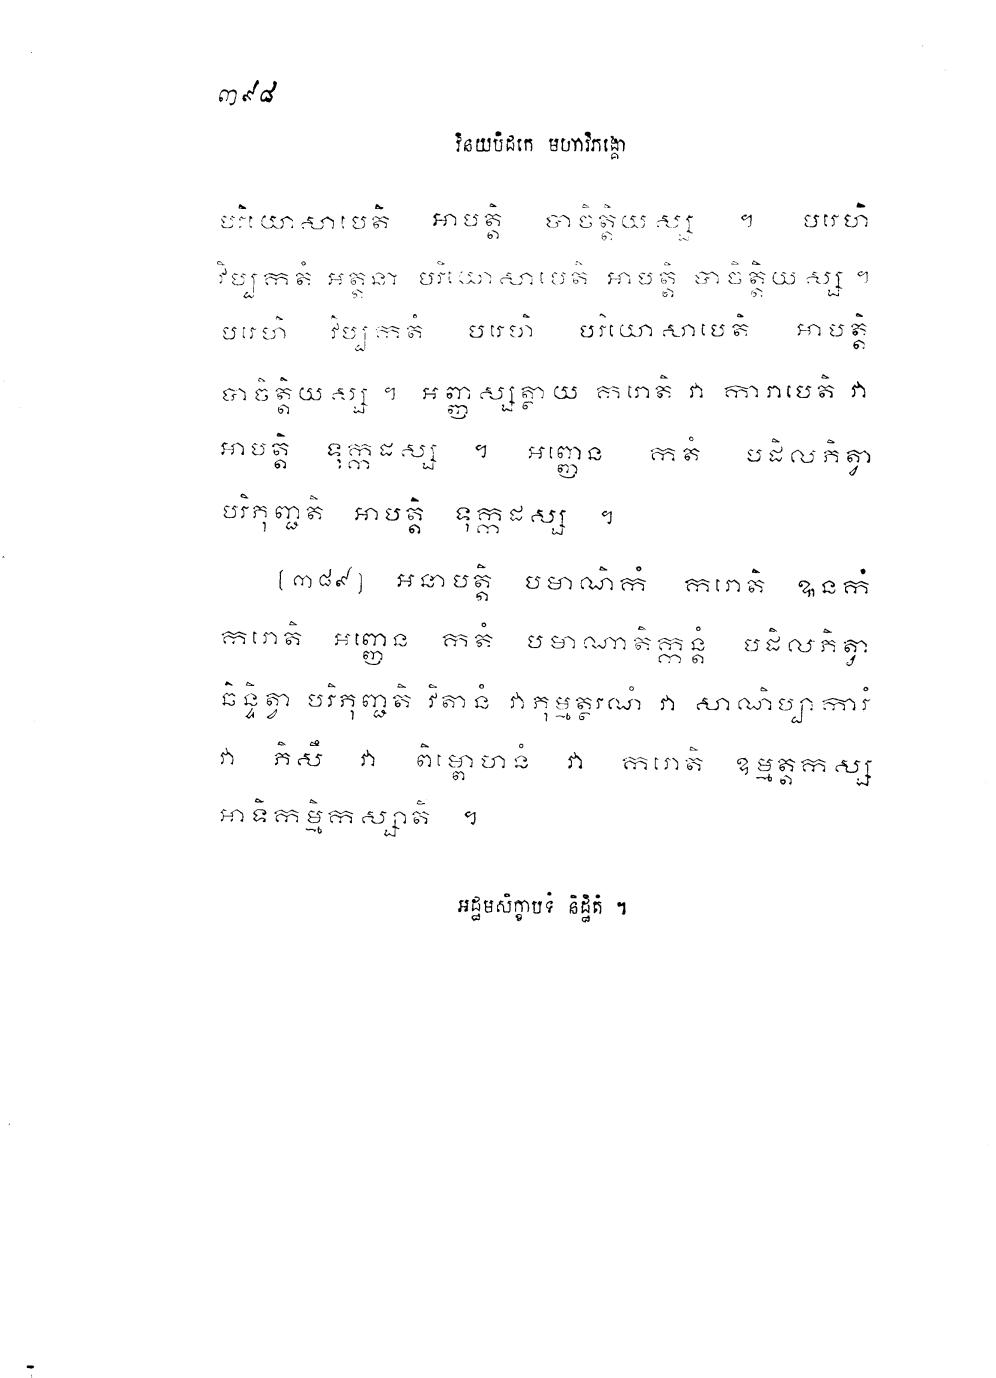 ៣៩៨
វិនយបិដកេ មហាវិភង្គោ
បរិយោសាបេតិ អាបត្តិ បាចិត្តិយស្ស ។ បរេហិ
វិប្បកតំ អត្តនា បរិយោសាបេតិ អាបត្តិ បាចិត្តិយស្ស ។
បរេហិ វិប្បកតំ បរេហិ បរិយោសាបេតិ អាបត្តិ
បាចិត្តិយស្ស ។ អញ្ញស្សត្ថាយ ករោតិ វា ការាបេតិ វា
អាបត្តិ ទុក្កដស្ស ។ អញ្ញេន កតំ បដិលភិត្វា
បរិភុញ្ជតិ អាបត្តិ ទុក្កដស្ស ។
[៣៨៩] អនាបត្តិ បមាណិកំ ករោតិ ឩនកំ
ករោតិ អញ្ញេន កតំ បមាណាតិក្កន្តំ បដិលភិត្វា
ឆិន្ទិត្វា បរិភុញ្ជតិ វិតានំ វា ភុម្មត្ថរណំ វា សាណិប្បាការំ
វា ភិសឹ វា ពិម្ពោហនំ វា ករោតិ ឧម្មត្តកស្ស
អាទិកម្មិកស្សាតិ ។
អដ្ឋមសិក្ខាបទំ និដ្ឋិតំ ។